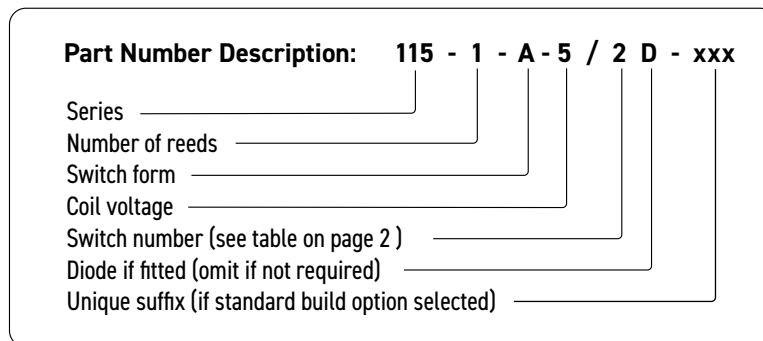 Part Number Description: 115 - 1 - A - 5 / 2 D - xxx
Series
Number of reeds
Switch form
Coil voltage
Switch number (see table on page 2 )
Diode if fitted (omit if not required)
Unique suffix (if standard build option selected)